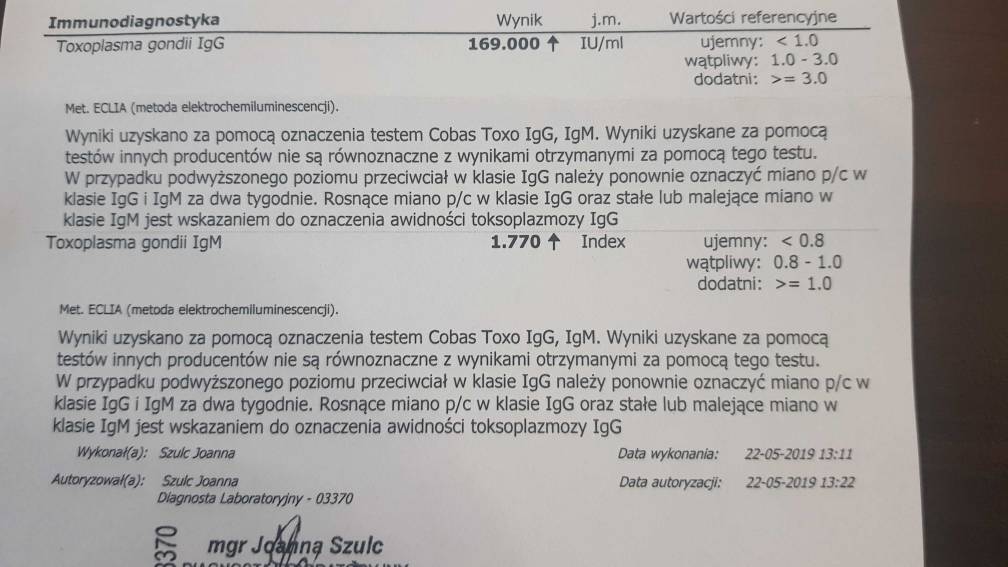 Immunodiagnostyka Wynik j.m. Wartości referencyjne
Toxoplasma gondii IgG 169.000 ↑ IU/ml ujemny: < 1.0
wątpliwy: 1.0 - 3.0
dodatni: >= 3.0
Met. ECLIA (metoda elektrochemiluminescencji).
Wyniki uzyskano za pomocą oznaczenia testem Cobas Toxo IgG, IgM. Wyniki uzyskane za pomocą
testów innych producentów nie są równoznaczne z wynikami otrzymanymi za pomocą tego testu.
W przypadku podwyższonego poziomu przeciwciał w klasie IgG należy ponownie oznaczyć miano p/c w
klasie IgG i IgM za dwa tygodnie. Rosnące miano p/c w klasie IgG oraz stałe lub malejące miano w
klasie IgM jest wskazaniem do oznaczenia awidności toksoplazmozy IgG
Toxoplasma gondii IgM 1.770 ↑ Index ujemny: < 0.8
wątpliwy: 0.8 - 1.0
dodatni: >= 1.0
Met. ECLIA (metoda elektrochemiluminescencji).
Wyniki uzyskano za pomocą oznaczenia testem Cobas Toxo IgG, IgM. Wyniki uzyskane za pomocą
testów innych producentów nie są równoznaczne z wynikami otrzymanymi za pomocą tego testu.
W przypadku podwyższonego poziomu przeciwciał w klasie IgG należy ponownie oznaczyć miano p/c w
klasie IgG i IgM za dwa tygodnie. Rosnące miano p/c w klasie IgG oraz stałe lub malejące miano w
klasie IgM jest wskazaniem do oznaczenia awidności toksoplazmozy IgG
Wykonał(a): Szulc Joanna Data wykonania: 22-05-2019 13:11
Autoryzował(a): Szulc Joanna Data autoryzacji: 22-05-2019 13:22
Diagnosta Laboratoryjny - 03370
3370
mgr Joanna Szulc